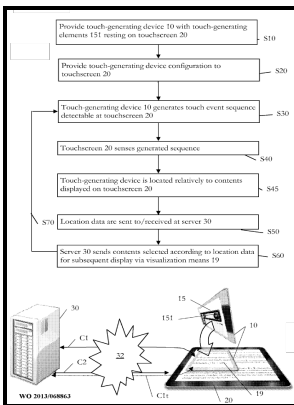 Provide touch-generating device 10 with touch-generating
elements 151 resting on touchscreen 20
S10
Provide touch-generating device configuration to
touchscreen 20
S20
Touch-generating device 10 generates touch event sequence
detectable at touchscreen 20
S30
Touchscreen 20 senses generated sequence
S40
Touch-generating device is located relatively to contents
displayed on touchscreen 20
S45
S70
Location data are sent to/received at server 30
S50
Server 30 sends contents selected according to location data
for subsequent display via visualization means 19
S60
30
15
151
C1
32
10
C2
C1s
19
20
WO 2013/068863